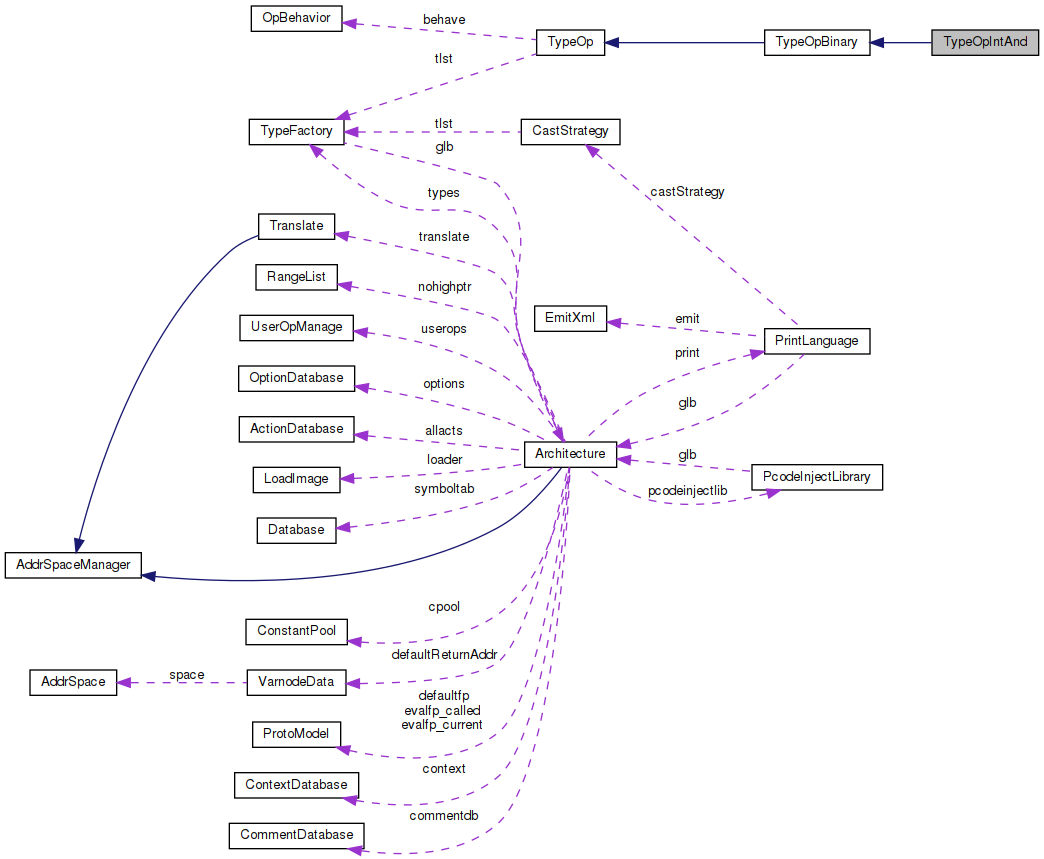 OpBehavior
behave
TypeOp
TypeOpBinary
TypeOpIntAnd
tlst
TypeFactory
tlst
CastStrategy
glb
types
castStrategy
Translate
translate
RangeList
nohighptr
EmitXml
emit
UserOpManage
userops
PrintLanguage
print
OptionDatabase
options
glb
ActionDatabase
allacts
Architecture
glb
LoadImage
loader
PcodeInjectLibrary
symboltab
pcodeinjectlib
Database
AddrSpaceManager
cpool
ConstantPool
defaultReturnAddr
AddrSpace
space
VarnodeData
defaultfp
evalfp_called
evalfp_current
ProtoModel
context
ContextDatabase
commentdb
CommentDatabase